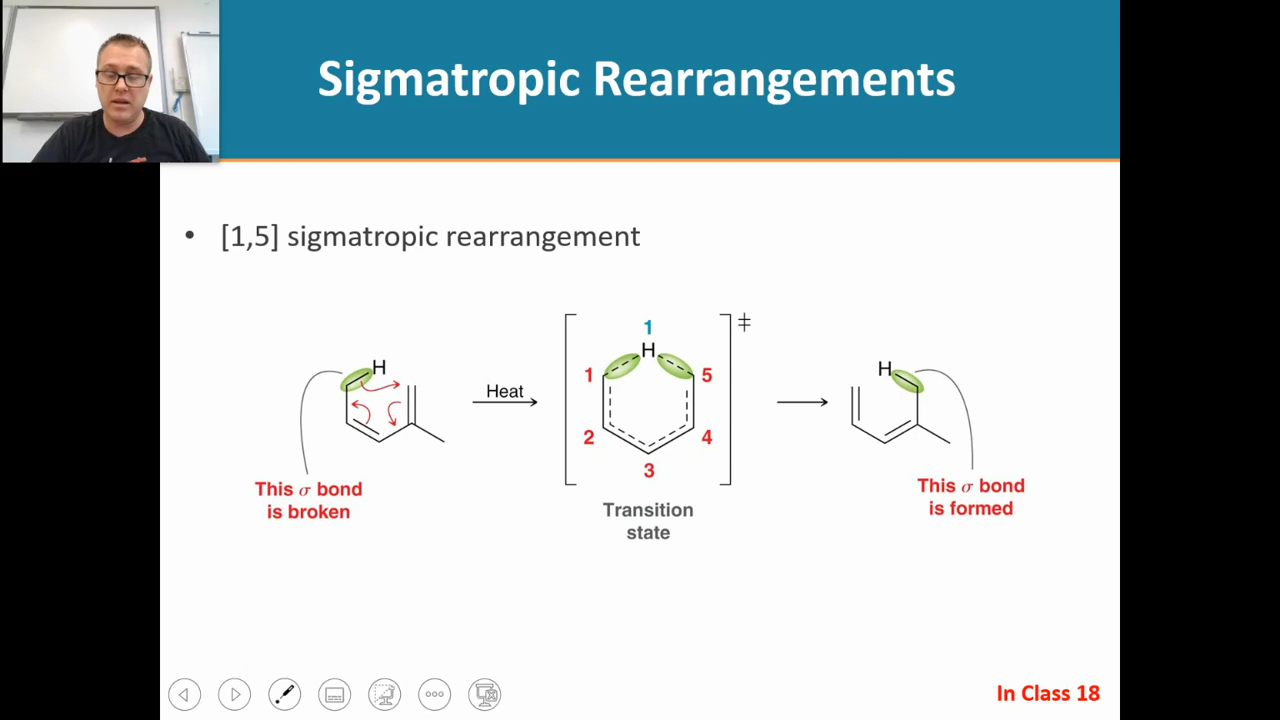 Sigmatropic Rearrangements
• [1,5] sigmatropic rearrangement
H
Heat
1
H
1
5
2
4
3
‡
H
This σ bond
is broken
Transition
state
This σ bond
is formed
In Class 18